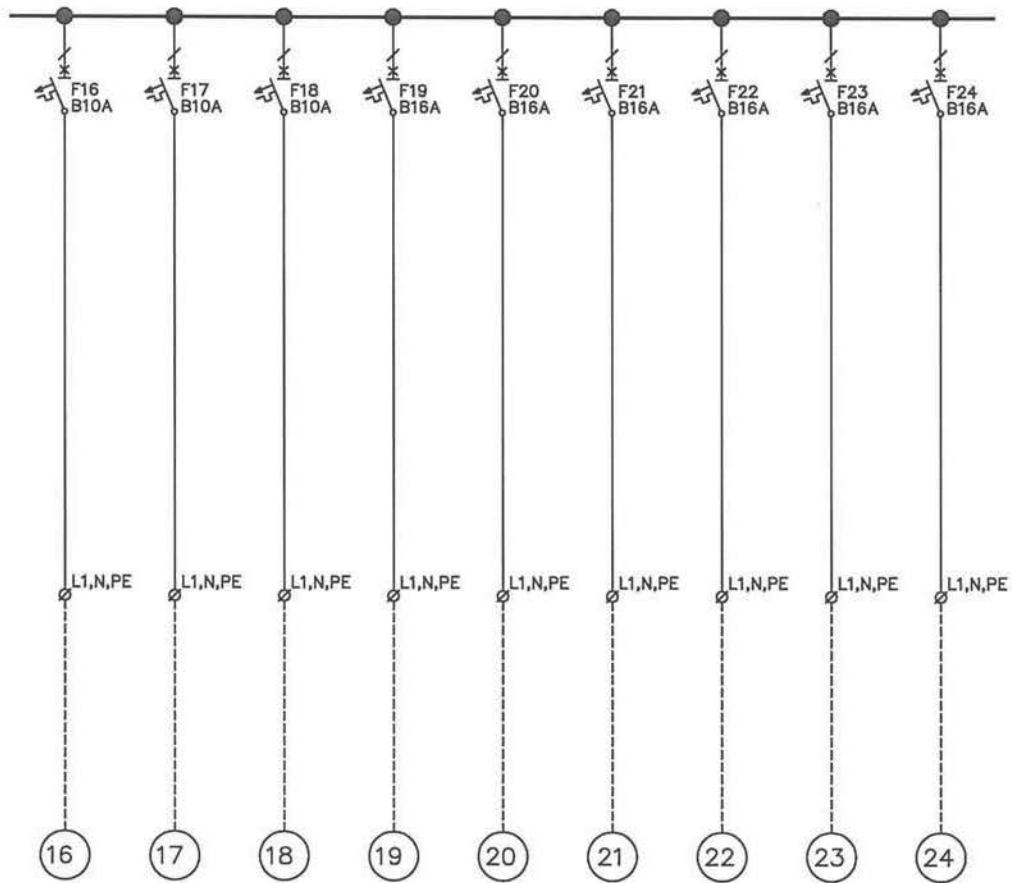 F16
B10A
F17
B10A
F18
B10A
F19
B16A
F20
B16A
F21
B16A
F22
B16A
F23
B16A
F24
B16A
L1,N,PE
L1,N,PE
L1,N,PE
L1,N,PE
L1,N,PE
L1,N,PE
L1,N,PE
L1,N,PE
L1,N,PE
16
17
18
19
20
21
22
23
24